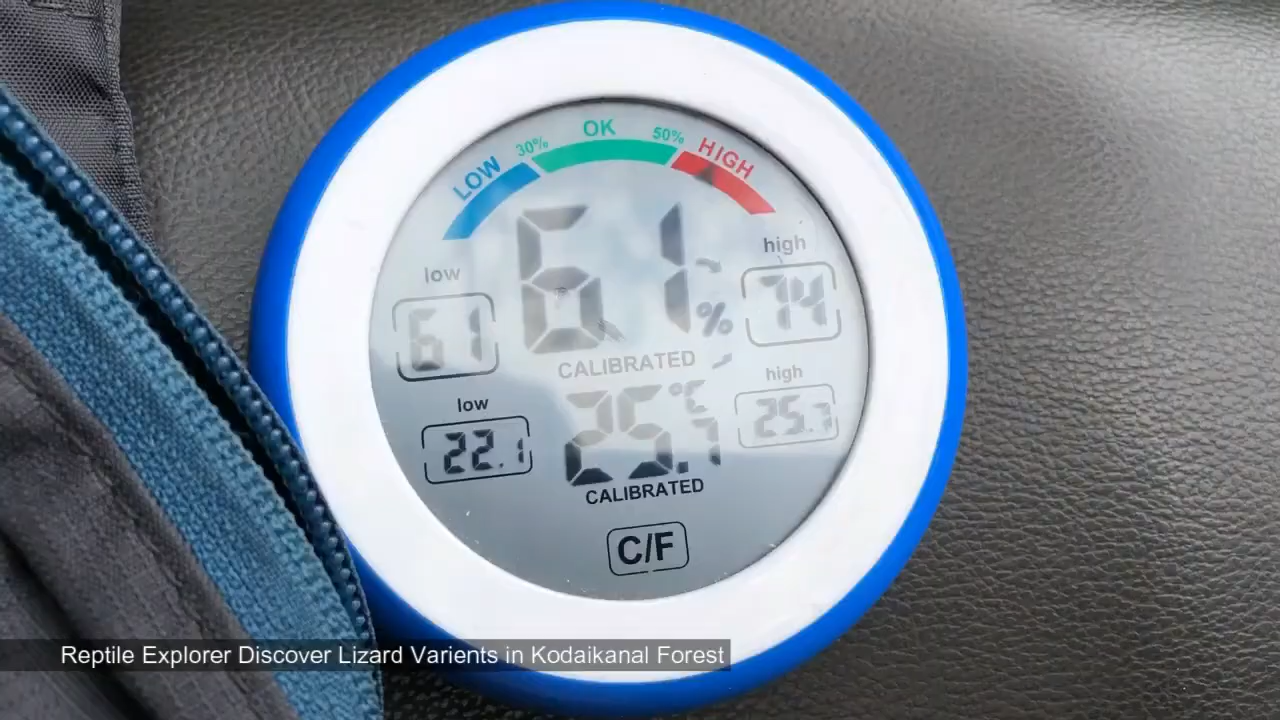 LOW 30% OK 50% HIGH
low
61
61 %
high
74
CALIBRATED
low
22.1
25.7 °C
high
25.7
CALIBRATED
C/F
Reptile Explorer Discover Lizard Varients in Kodaikanal Forest